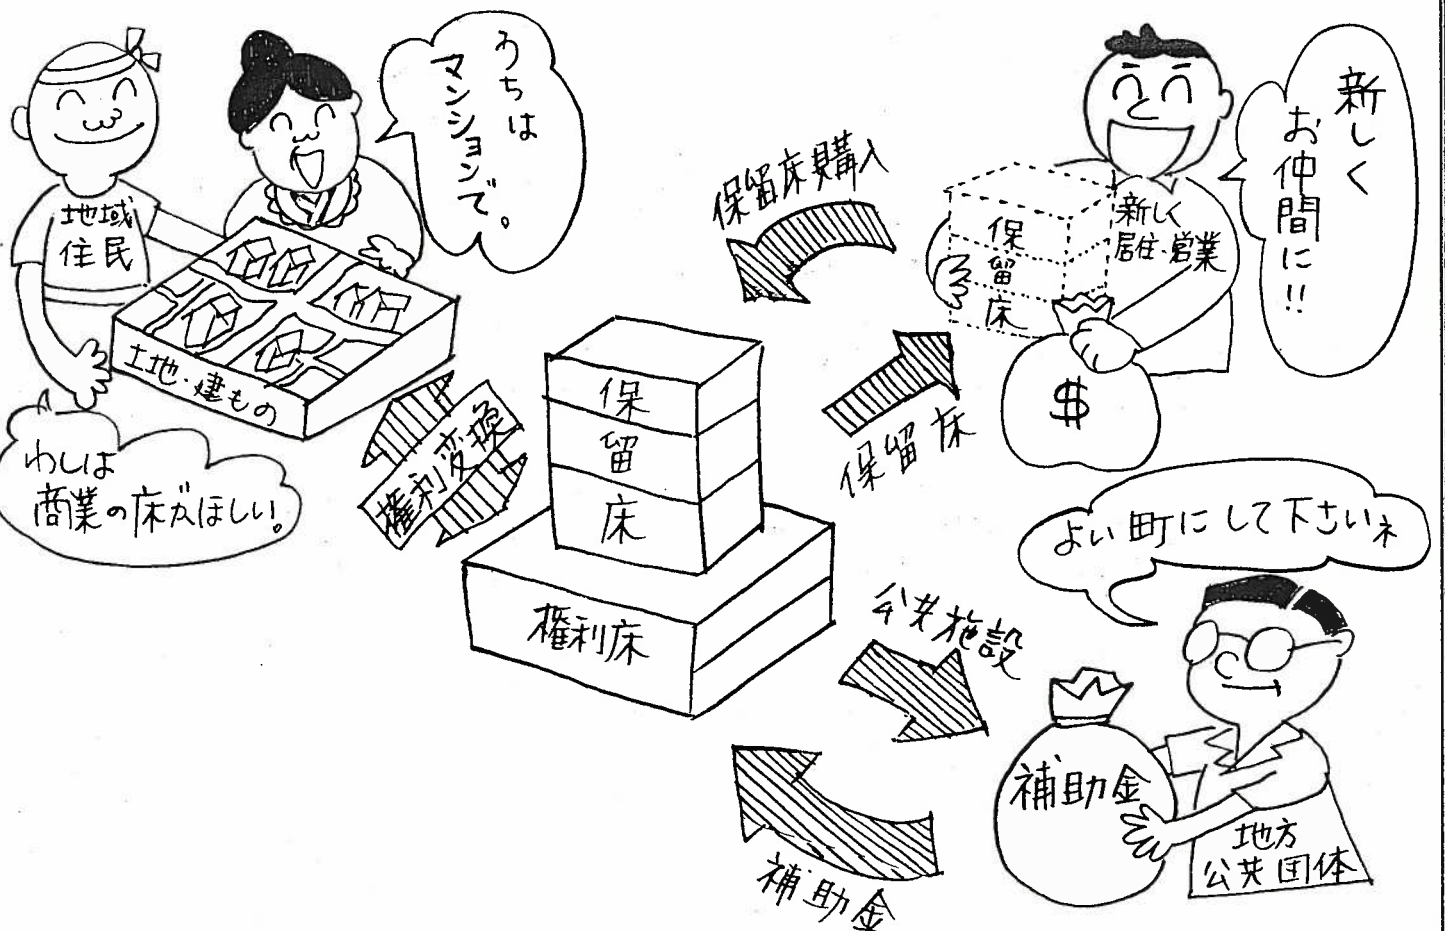 うちは
マンションで。
地域
住民
土地・建もの
わしは
商業の床がほしい。
権利変換
保
留
床
権利床
保留床購入
保留床
新しく
お仲間に!!
新しく
居住・営業
保
留
床
$
よい町にして下さいネ
公共施設
補助金
補助金
地方
公共団体